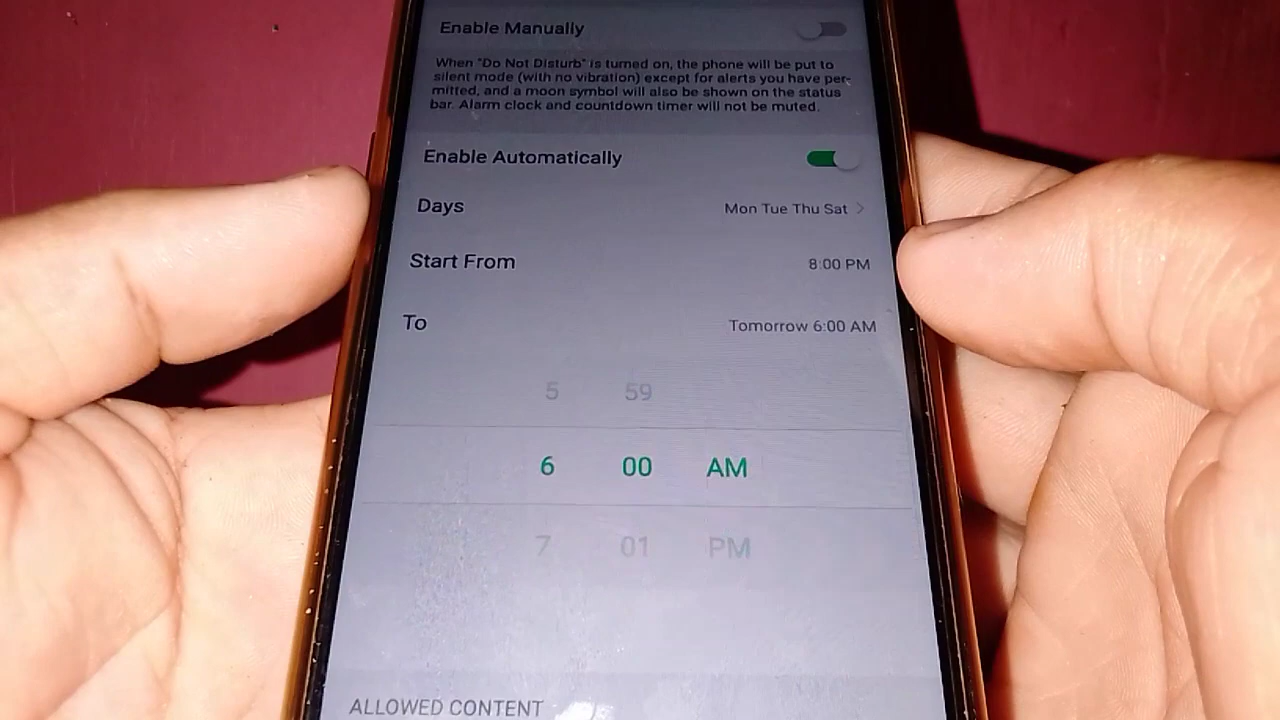 Enable Manually
When "Do Not Disturb" is turned on, the phone will be put to
silent mode (with no vibration) except for alerts you have per-
mitted, and a moon symbol will also be shown on the status
bar. Alarm clock and countdown timer will not be muted.
Enable Automatically
Days Mon Tue Thu Sat >
Start From 8:00 PM
To Tomorrow 6:00 AM
5 59
6 00 AM
7 01 PM
ALLOWED CONTENT